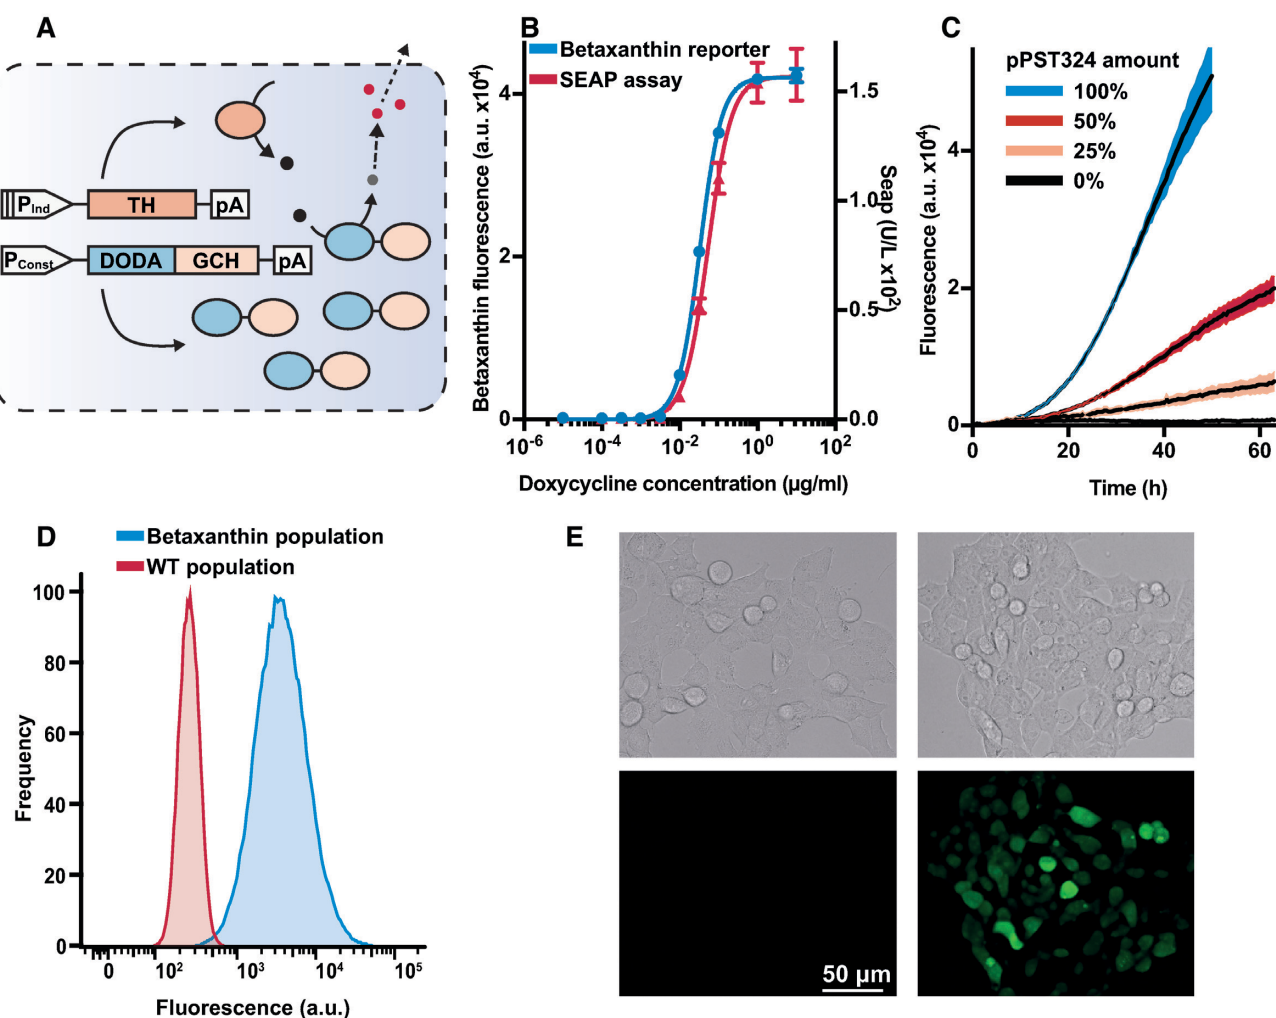 A
P_Ind
TH
pA
P_Const
DODA
GCH
pA
B
Betaxanthin reporter
SEAP assay
Betaxanthin fluorescence (a.u. x10⁴)
4
2
0
1.5
1.0
0.5
0.0
Seap (U/L x10²)
10⁻⁶
10⁻⁴
10⁻²
10⁰
10²
Doxycycline concentration (µg/ml)
C
pPST324 amount
100%
50%
25%
0%
Fluorescence (a.u. x10⁴)
4
2
0
0
20
40
60
Time (h)
D
Betaxanthin population
WT population
Frequency
100
80
60
40
20
0
0
10²
10³
10⁴
10⁵
Fluorescence (a.u.)
E
50 µm